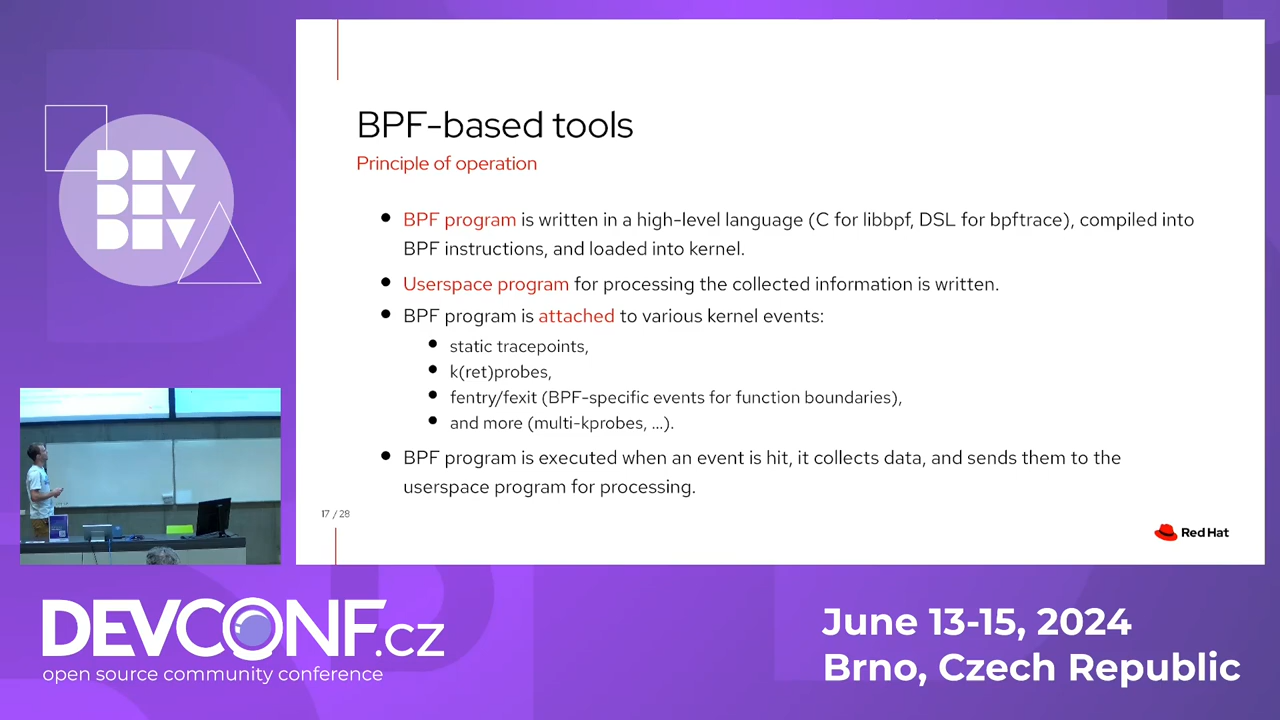 BPF-based tools
Principle of operation
• BPF program is written in a high-level language (C for libbpf, DSL for bpftrace), compiled into
BPF instructions, and loaded into kernel.
• Userspace program for processing the collected information is written.
• BPF program is attached to various kernel events:
• static tracepoints,
• k(ret)probes,
• fentry/fexit (BPF-specific events for function boundaries),
• and more (multi-kprobes, ...).
• BPF program is executed when an event is hit, it collects data, and sends them to the
userspace program for processing.
17 / 28
Red Hat
DEV
DEV
DEV
DEVCONF.cz
open source community conference
June 13-15, 2024
Brno, Czech Republic